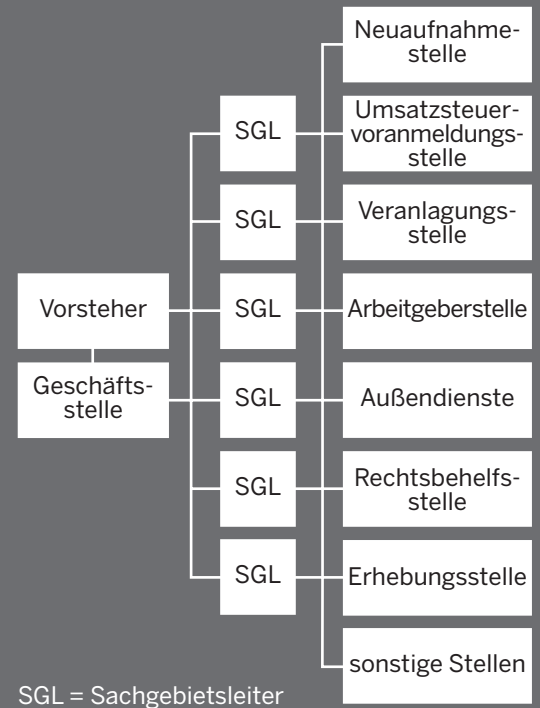 Vorsteher
Geschäfts-
stelle
SGL
SGL
SGL
SGL
SGL
SGL
Neuaufnahme-
stelle
Umsatzsteuer-
voranmeldungs-
stelle
Veranlagungs-
stelle
Arbeitgeberstelle
Außendienste
Rechtsbehelfs-
stelle
Erhebungsstelle
sonstige Stellen
SGL = Sachgebietsleiter